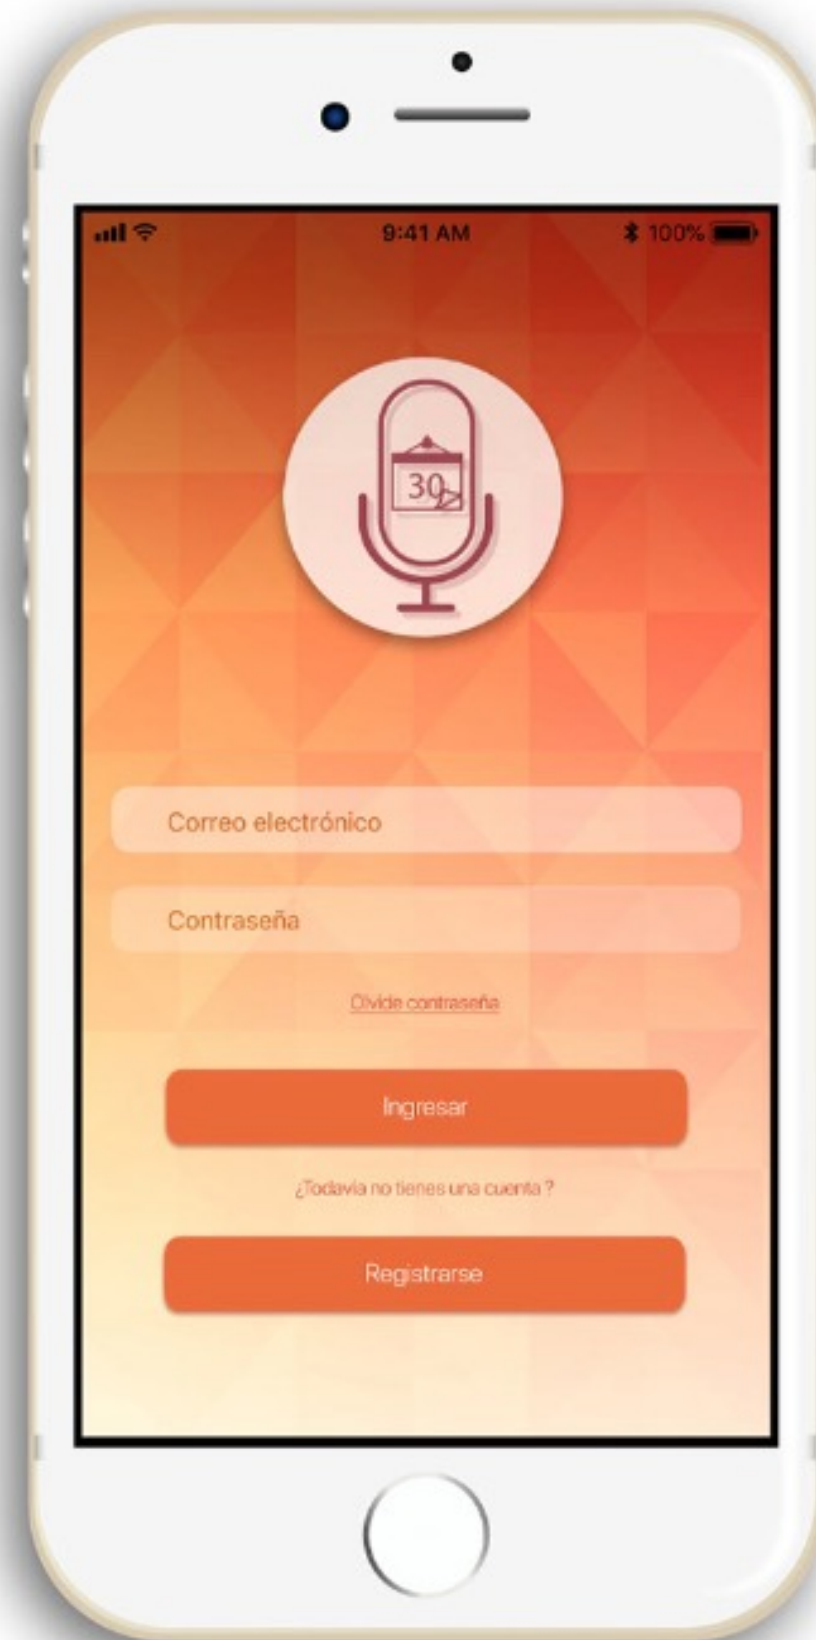 9:41 AM
100%
30
Correo electrónico
Contraseña
Olvide contraseña
Ingresar
¿Todavia no tienes una cuenta ?
Registrarse